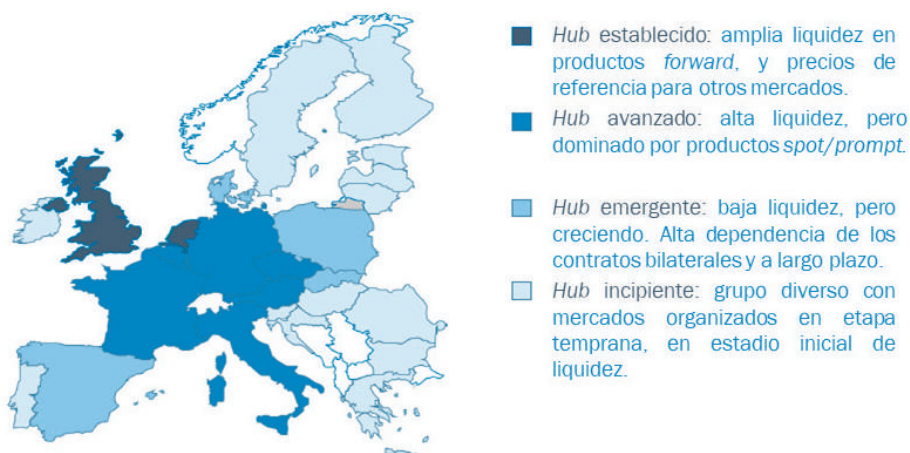 Hub establecido: amplia liquidez en
productos forward, y precios de
referencia para otros mercados.
Hub avanzado: alta liquidez, pero
dominado por productos spot/prompt.
Hub emergente: baja liquidez, pero
creciendo. Alta dependencia de los
contratos bilaterales y a largo plazo.
Hub incipiente: grupo diverso con
mercados organizados en etapa
temprana, en estadio inicial de
liquidez.